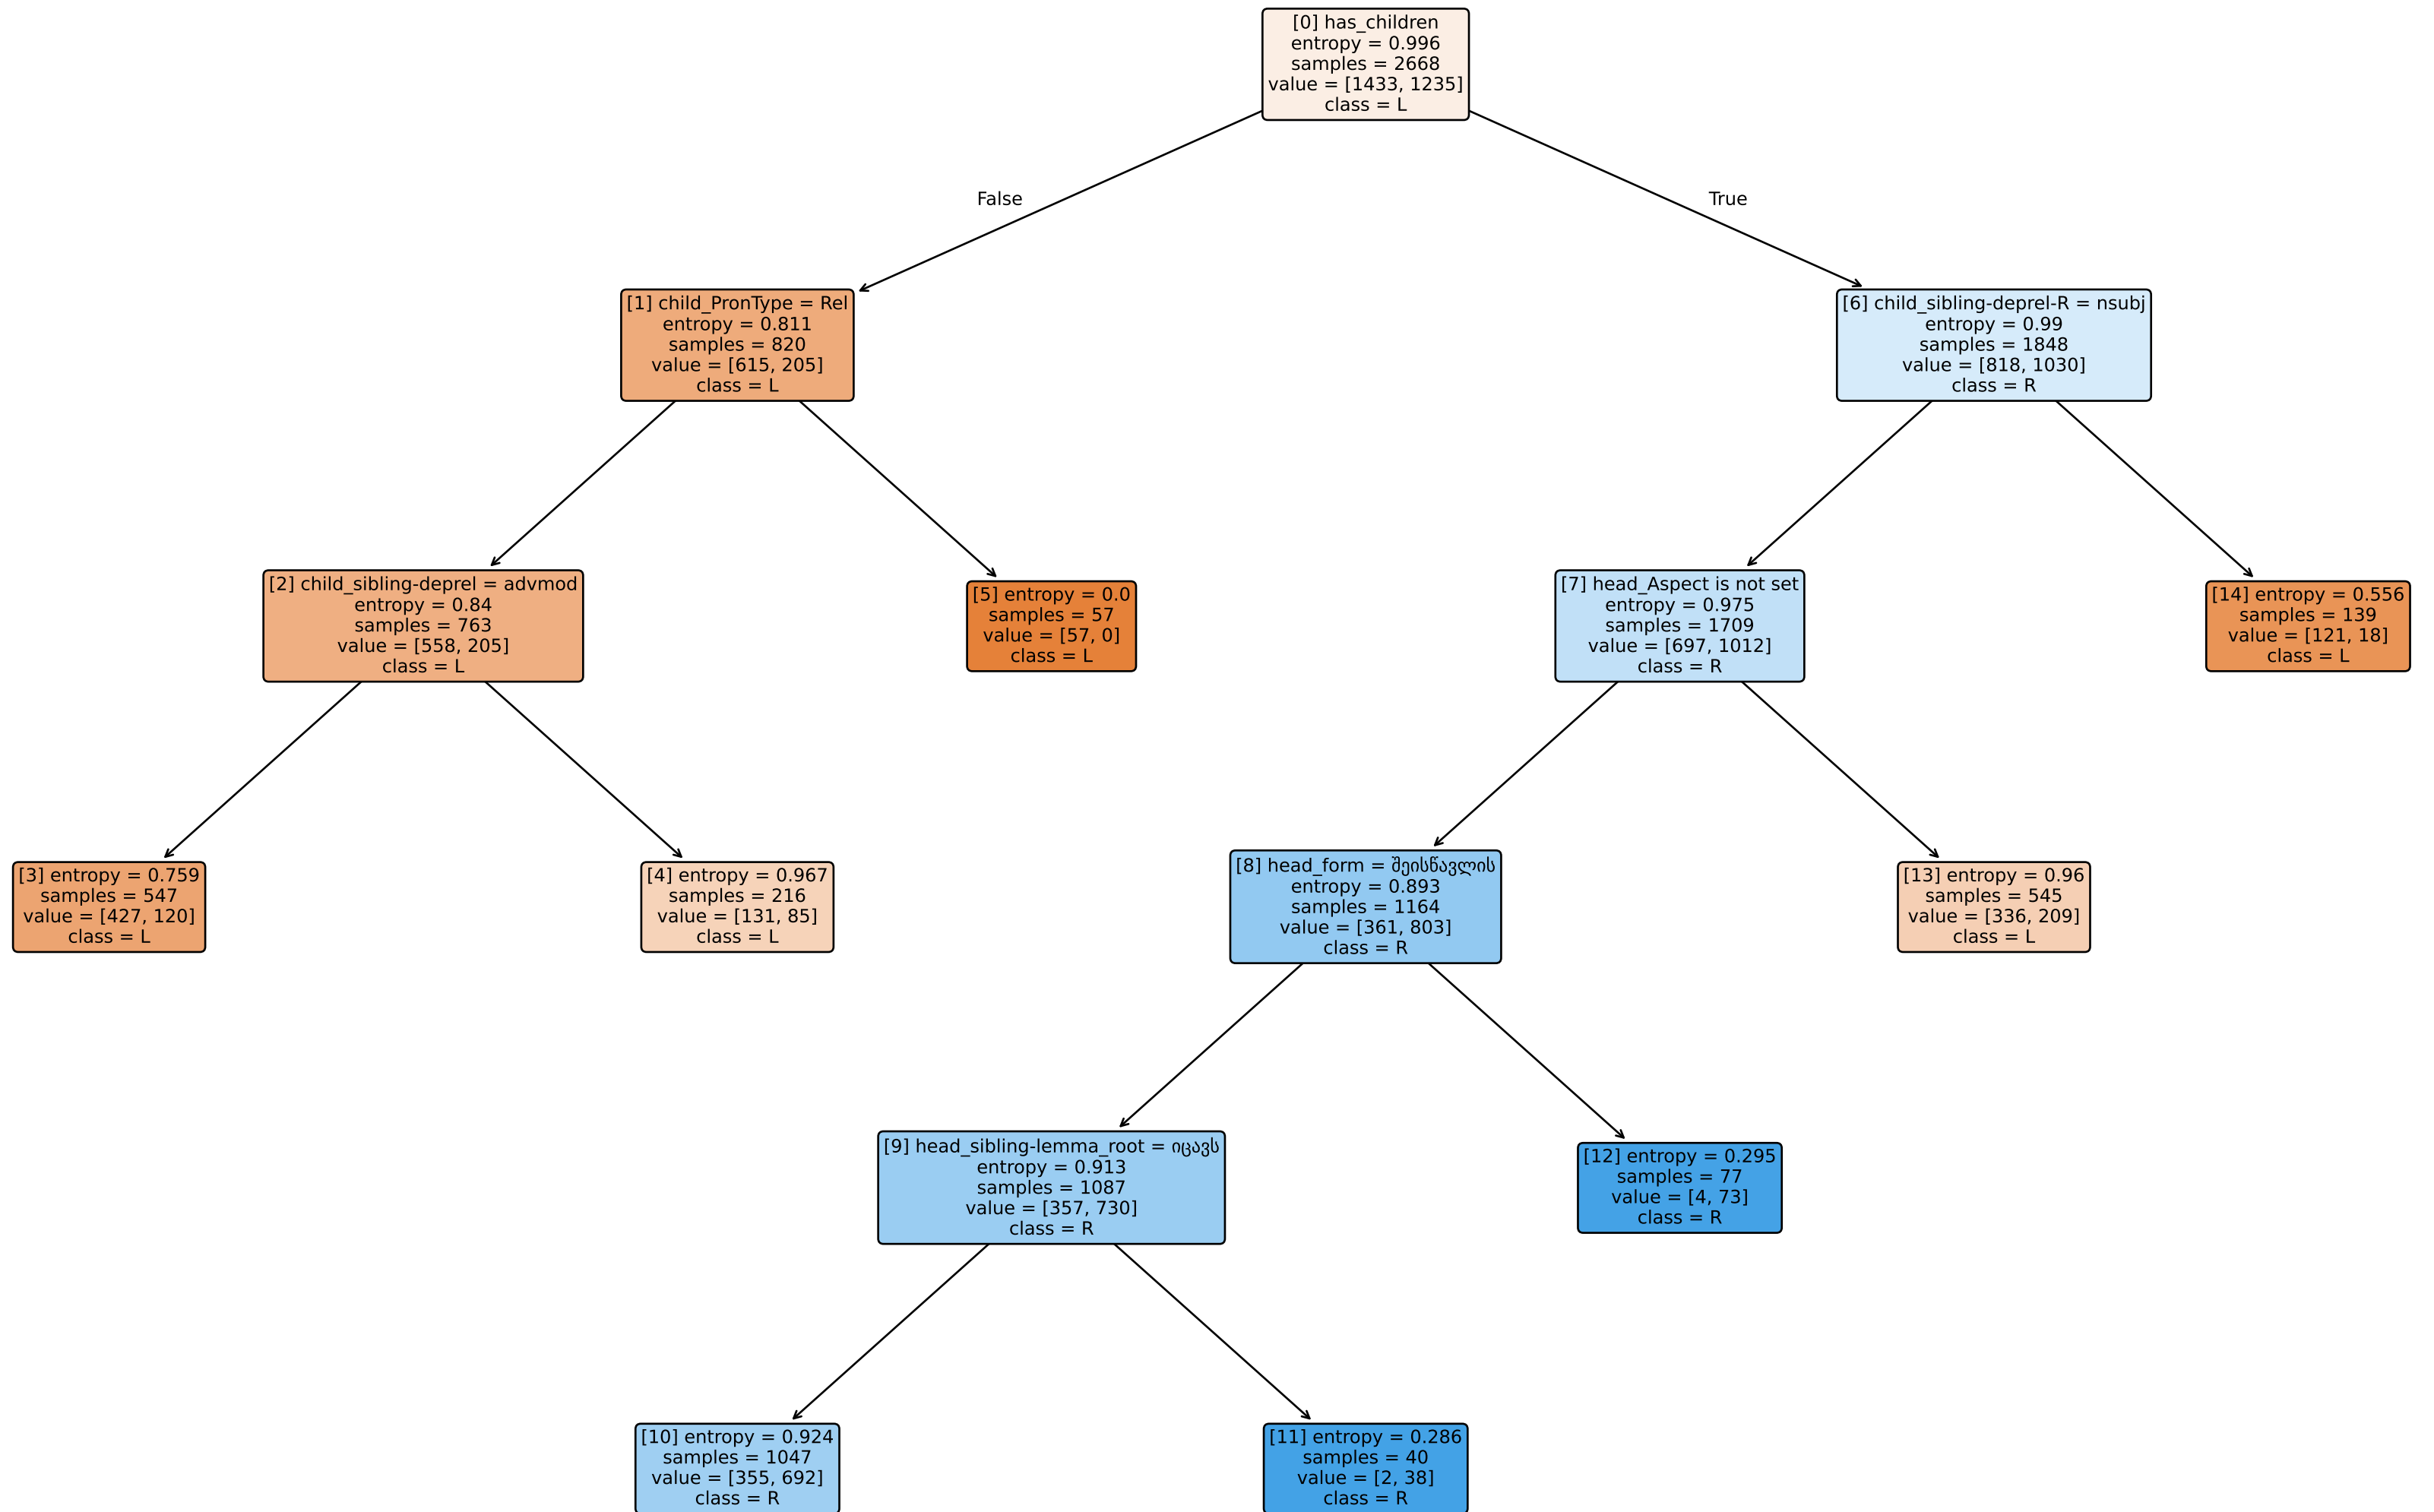 [0] has_children
entropy = 0.996
samples = 2668
value = [1433, 1235]
class = L
False
True
[1] child_PronType = Rel
entropy = 0.811
samples = 820
value = [615, 205]
class = L
[6] child_sibling-deprel-R = nsubj
entropy = 0.99
samples = 1848
value = [818, 1030]
class = R
[2] child_sibling-deprel = advmod
entropy = 0.84
samples = 763
value = [558, 205]
class = L
[5] entropy = 0.0
samples = 57
value = [57, 0]
class = L
[7] head_Aspect is not set
entropy = 0.975
samples = 1709
value = [697, 1012]
class = R
[14] entropy = 0.556
samples = 139
value = [121, 18]
class = L
[3] entropy = 0.759
samples = 547
value = [427, 120]
class = L
[4] entropy = 0.967
samples = 216
value = [131, 85]
class = L
[8] head_form = შეისწავლის
entropy = 0.893
samples = 1164
value = [361, 803]
class = R
[13] entropy = 0.96
samples = 545
value = [336, 209]
class = L
[9] head_sibling-lemma_root = იცავს
entropy = 0.913
samples = 1087
value = [357, 730]
class = R
[12] entropy = 0.295
samples = 77
value = [4, 73]
class = R
[10] entropy = 0.924
samples = 1047
value = [355, 692]
class = R
[11] entropy = 0.286
samples = 40
value = [2, 38]
class = R